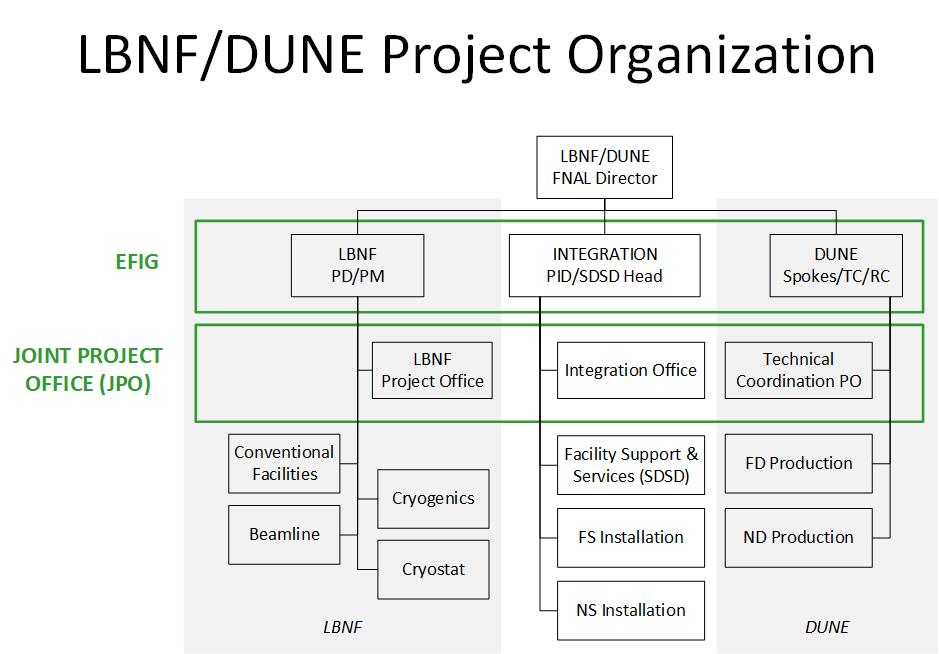 LBNF/DUNE Project Organization
LBNF/DUNE
FNAL Director
EFIG
LBNF
PD/PM
INTEGRATION
PID/SDSD Head
DUNE
Spokes/TC/RC
JOINT PROJECT
OFFICE (JPO)
LBNF
Project Office
Integration Office
Technical
Coordination PO
Conventional
Facilities
Cryogenics
Beamline
Cryostat
Facility Support &
Services (SDSD)
FS Installation
NS Installation
FD Production
ND Production
LBNF
DUNE